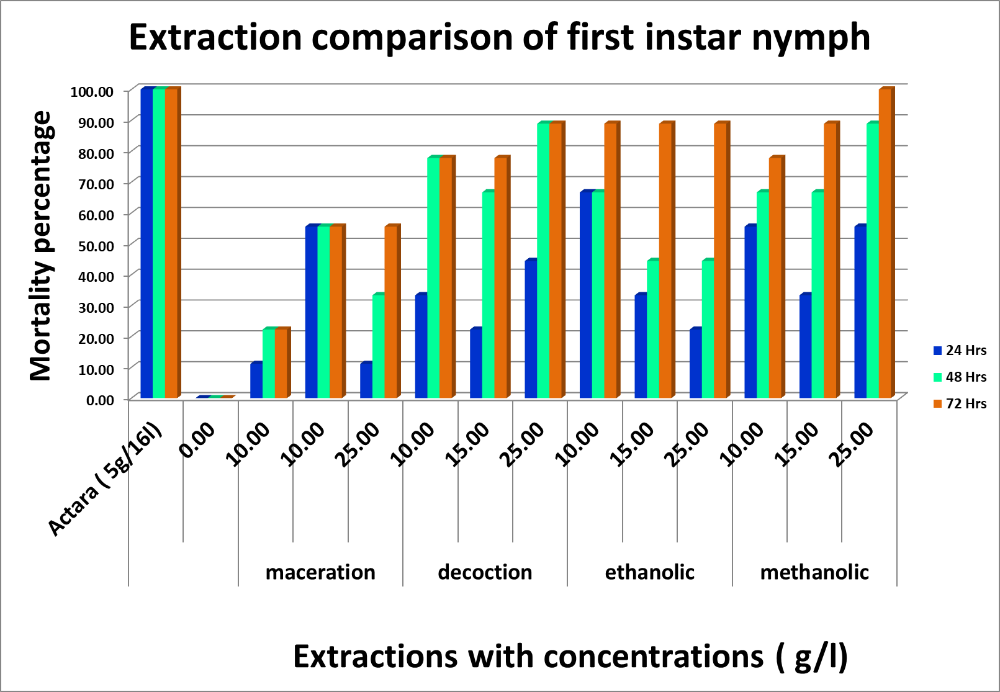 Extraction comparison of first instar nymph
Mortality percentage
100.00
90.00
80.00
70.00
60.00
50.00
40.00
30.00
20.00
10.00
0.00
24 Hrs
48 Hrs
72 Hrs
Actara ( 5g/16l)
0.00
10.00
10.00
25.00
10.00
15.00
25.00
10.00
15.00
25.00
10.00
15.00
25.00
maceration
decoction
ethanolic
methanolic
Extractions with concentrations ( g/l)